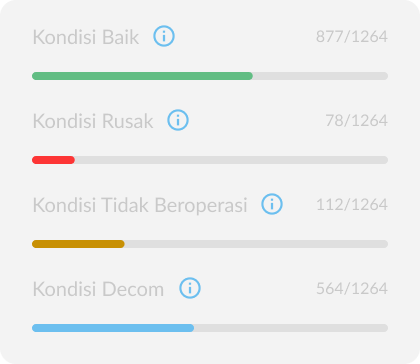 Kondisi Baik 877/1264
Kondisi Rusak 78/1264
Kondisi Tidak Beroperasi 112/1264
Kondisi Decom 564/1264